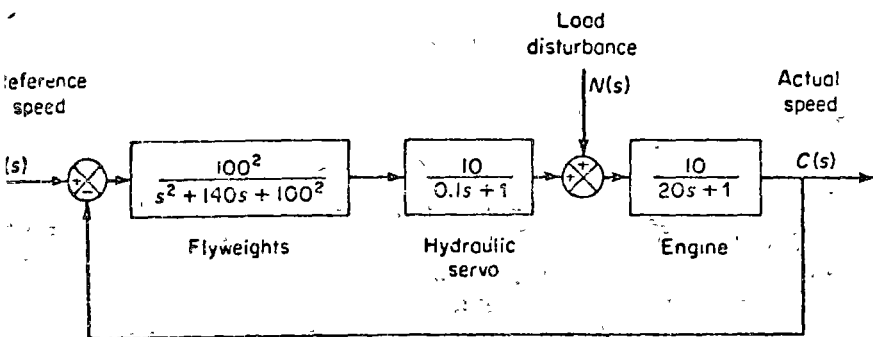 Load
disturbance
eference
speed
N(s)
Actual
speed
(s)
+
-
100²
s² + 140s + 100²
10
0.1s + 1
+
+
10
20s + 1
C(s)
Flyweights
Hydraulic
servo
Engine